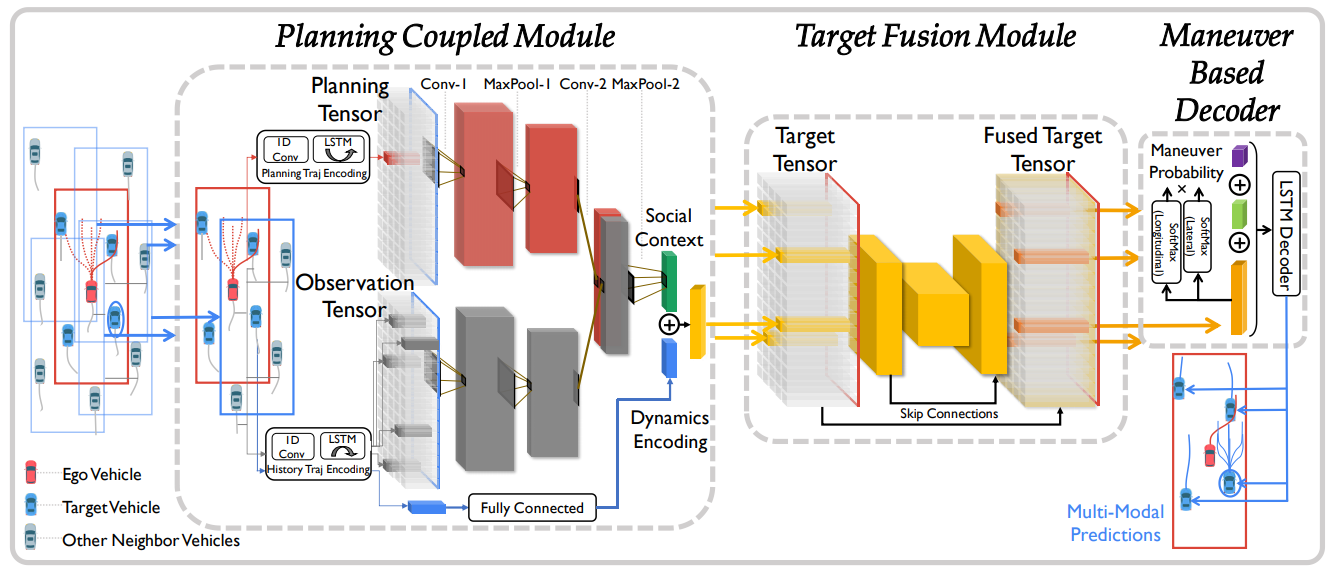 Planning Coupled Module
Target Fusion Module
Maneuver
Based
Decoder
Planning
Tensor
Conv-1
MaxPool-1
Conv-2
MaxPool-2
1D
Conv
LSTM
Planning Traj Encoding
Observation
Tensor
1D
Conv
LSTM
History Traj Encoding
Fully Connected
Social
Context
Dynamics
Encoding
Target
Tensor
Fused Target
Tensor
Skip Connections
Maneuver
Probability
×
SoftMax
(Longitudiral)
SoftMax
(Lateral)
LSTM Decoder
Ego Vehicle
Target Vehicle
Other Neighbor Vehicles
Multi-Modal
Predictions